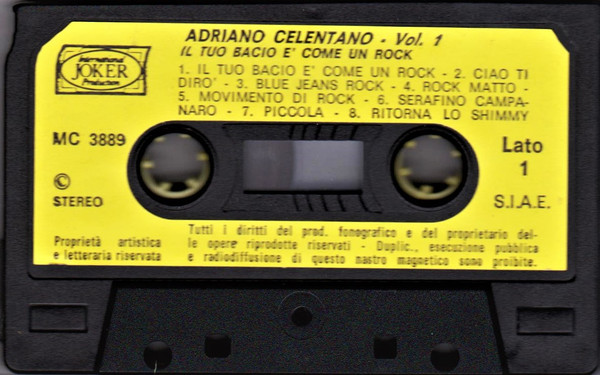 International
JOKER
Production
ADRIANO CELENTANO - Vol. 1
IL TUO BACIO E' COME UN ROCK
1. IL TUO BACIO E' COME UN ROCK - 2. CIAO TI
DIRO' - 3. BLUE JEANS ROCK - 4. ROCK MATTO -
5. MOVIMENTO DI ROCK - 6. SERAFINO CAMPA-
NARO - 7. PICCOLA - 8. RITORNA LO SHIMMY
MC 3889
Lato
1
©
STEREO
S.I.A.E.
Proprietà artistica
e letteraria riservata
Tutti i diritti del prod. fonografico e del proprietario del-
le opere riprodotte riservati - Duplic., esecuzione pubblica
e radiodiffusione di questo nastro magnetico sono proibite.